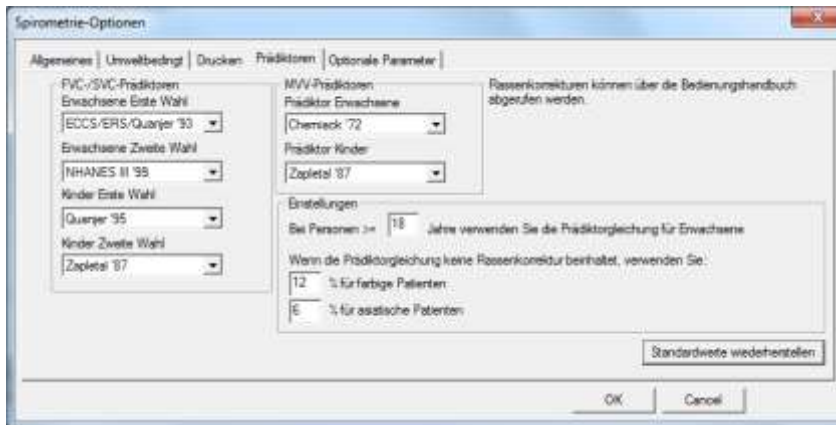 Spirometrie-Optionen
Allgemeines
Umweltbedingt
Drucken
Prädiktoren
Optionale Parameter
FVC-/SVC-Prädiktoren
Erwachsene Erste Wahl
ECCS/ERS/Quanjer '93
Erwachsene Zweite Wahl
NHANES III '99
Kinder Erste Wahl
Quanjer '95
Kinder Zweite Wahl
Zapletal '87
MVV-Prädiktoren
Prädiktor Erwachsene
Cherniack '72
Prädiktor Kinder
Zapletal '87
Rassenkorrekturen können über die Bedienungshandbuch
abgerufen werden.
Einstellungen
Bei Personen >= 18 Jahre verwenden Sie die Prädiktorgleichung für Erwachsene
Wenn die Prädiktorgleichung keine Rassenkorrektur beinhaltet, verwenden Sie:
12 % für farbige Patienten
6 % für asiatische Patienten
Standardwerte wiederherstellen
OK
Cancel